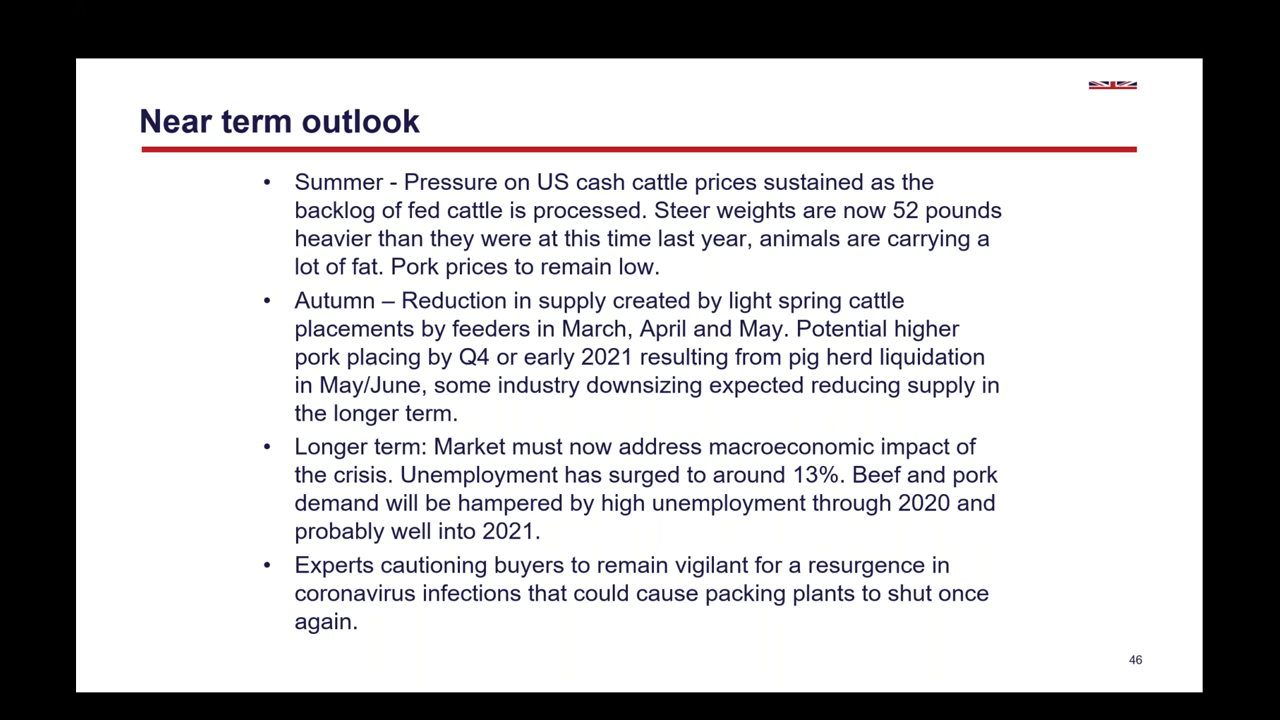 Near term outlook
• Summer - Pressure on US cash cattle prices sustained as the
backlog of fed cattle is processed. Steer weights are now 52 pounds
heavier than they were at this time last year, animals are carrying a
lot of fat. Pork prices to remain low.
• Autumn – Reduction in supply created by light spring cattle
placements by feeders in March, April and May. Potential higher
pork placing by Q4 or early 2021 resulting from pig herd liquidation
in May/June, some industry downsizing expected reducing supply in
the longer term.
• Longer term: Market must now address macroeconomic impact of
the crisis. Unemployment has surged to around 13%. Beef and pork
demand will be hampered by high unemployment through 2020 and
probably well into 2021.
• Experts cautioning buyers to remain vigilant for a resurgence in
coronavirus infections that could cause packing plants to shut once
again.
46